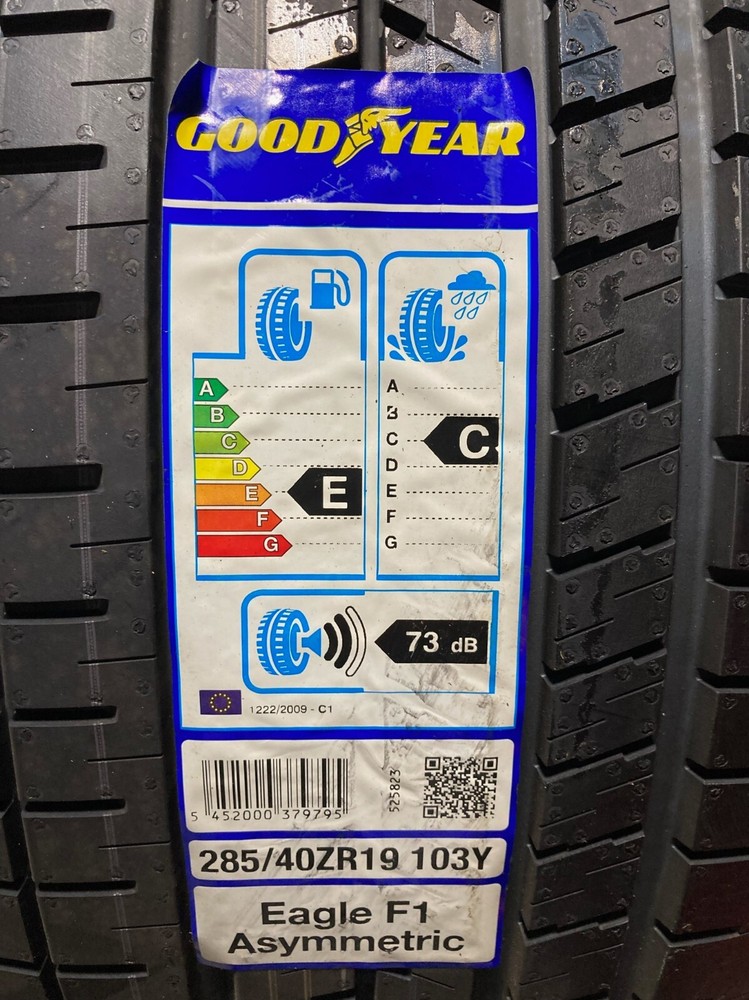 GOODYEAR
A
B
C
D
E
F
G
E
A
B
C
D
E
F
G
C
73 dB
1222/2009 - C1
5 452000 379795
525823
285/40ZR19 103Y
Eagle F1
Asymmetric